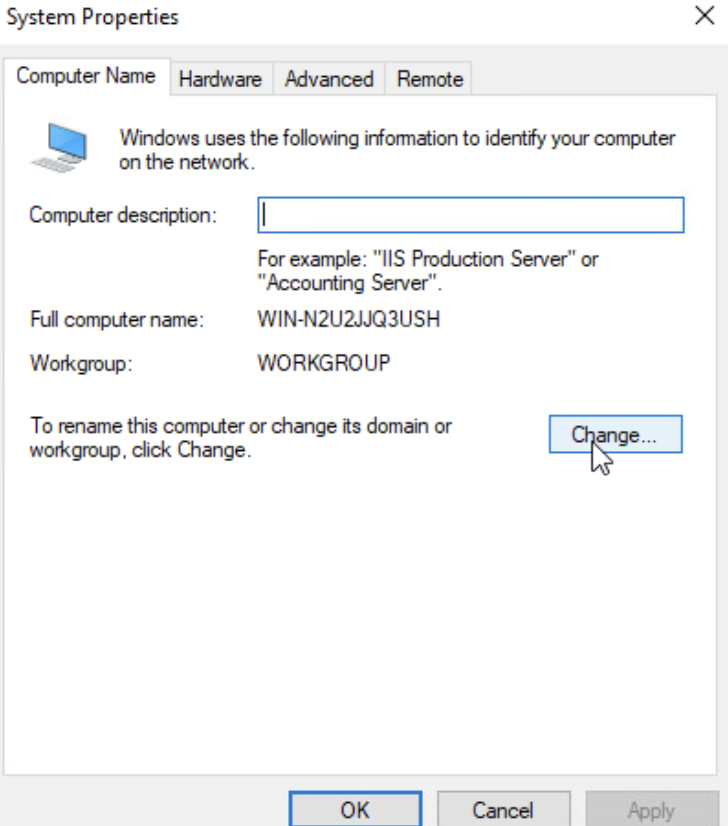 System Properties
Computer Name
Hardware
Advanced
Remote
Windows uses the following information to identify your computer
on the network.
Computer description:
For example: "IIS Production Server" or
"Accounting Server".
Full computer name: WIN-N2U2JJQ3USH
Workgroup: WORKGROUP
To rename this computer or change its domain or
workgroup, click Change.
Change...
OK
Cancel
Apply